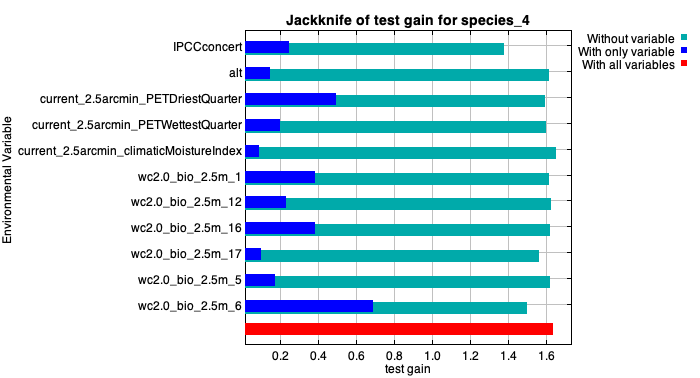 Jackknife of test gain for species_4
Without variable
With only variable
With all variables
Environmental Variable
IPCCconcert
alt
current_2.5arcmin_PETDriestQuarter
current_2.5arcmin_PETWettestQuarter
current_2.5arcmin_climaticMoistureIndex
wc2.0_bio_2.5m_1
wc2.0_bio_2.5m_12
wc2.0_bio_2.5m_16
wc2.0_bio_2.5m_17
wc2.0_bio_2.5m_5
wc2.0_bio_2.5m_6
0.2 0.4 0.6 0.8 1.0 1.2 1.4 1.6
test gain